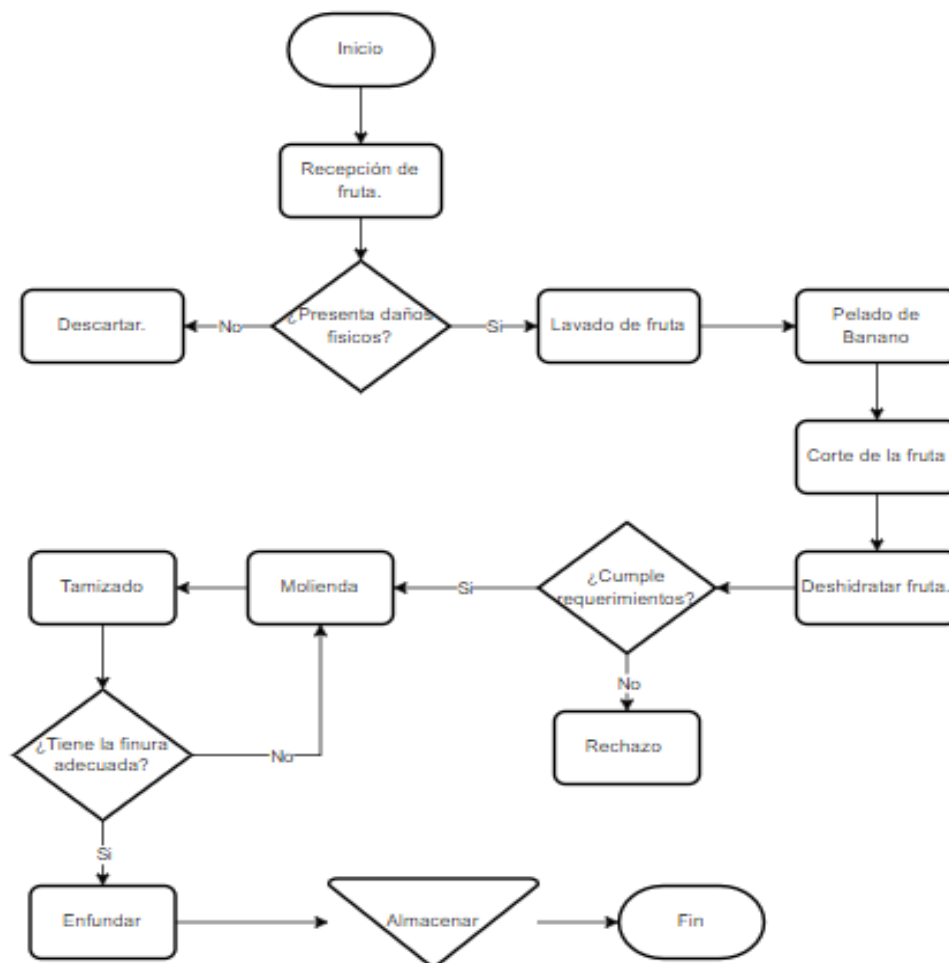 Inicio
Recepción de
fruta.
¿Presenta daños
fisicos?
No
Descartar.
Si
Lavado de fruta
Pelado de
Banano
Corte de la fruta
Deshidratar fruta.
¿Cumple
requerimientos?
No
Rechazo
Si
Molienda
Tamizado
¿Tiene la finura
adecuada?
No
Si
Enfundar
Almacenar
Fin